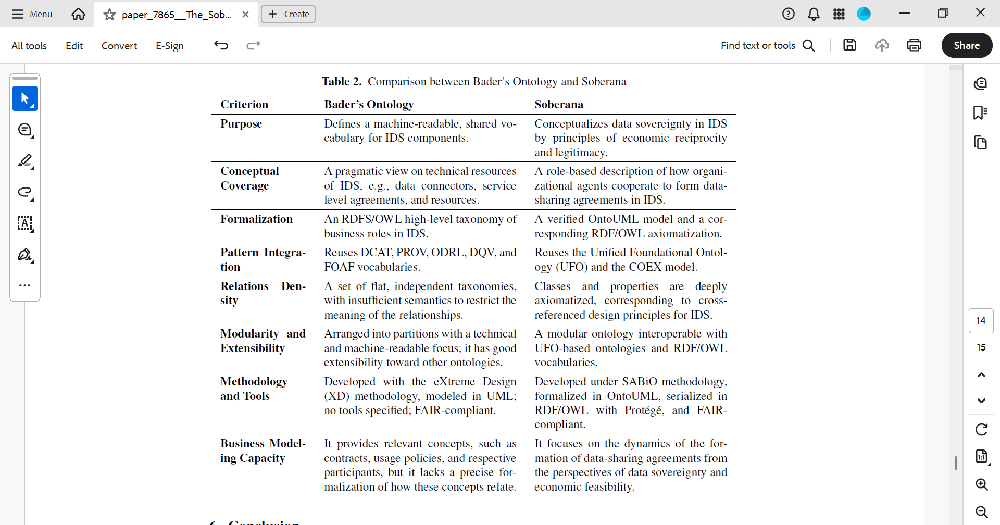 Menu
paper_7865__The_Sob...
Create
All tools
Edit
Convert
E-Sign
Find text or tools
Share
Table 2. Comparison between Bader's Ontology and Soberana
Criterion
Bader's Ontology
Soberana
Purpose
Defines a machine-readable, shared vo-
cabulary for IDS components.
Conceptualizes data sovereignty in IDS
by principles of economic reciprocity
and legitimacy.
Conceptual
Coverage
A pragmatic view on technical resources
of IDS, e.g., data connectors, service
level agreements, and resources.
A role-based description of how organi-
zational agents cooperate to form data-
sharing agreements in IDS.
Formalization
An RDFS/OWL high-level taxonomy of
business roles in IDS.
A verified OntoUML model and a cor-
responding RDF/OWL axiomatization.
Pattern Integra-
tion
Reuses DCAT, PROV, ODRL, DQV, and
FOAF vocabularies.
Reuses the Unified Foundational Ontol-
ogy (UFO) and the COEX model.
Relations Den-
sity
A set of flat, independent taxonomies,
with insufficient semantics to restrict the
meaning of the relationships.
Classes and properties are deeply
axiomatized, corresponding to cross-
referenced design principles for IDS.
Modularity and
Extensibility
Arranged into partitions with a technical
and machine-readable focus; it has good
extensibility toward other ontologies.
A modular ontology interoperable with
UFO-based ontologies and RDF/OWL
vocabularies.
Methodology
and Tools
Developed with the eXtreme Design
(XD) methodology, modeled in UML;
no tools specified; FAIR-compliant.
Developed under SABiO methodology,
formalized in OntoUML, serialized in
RDF/OWL with Protégé, and FAIR-
compliant.
Business Model-
ing Capacity
It provides relevant concepts, such as
contracts, usage policies, and respective
participants, but it lacks a precise for-
malization of how these concepts relate.
It focuses on the dynamics of the for-
mation of data-sharing agreements from
the perspectives of data sovereignty and
economic feasibility.
6. Conclusion
14
15
1:1